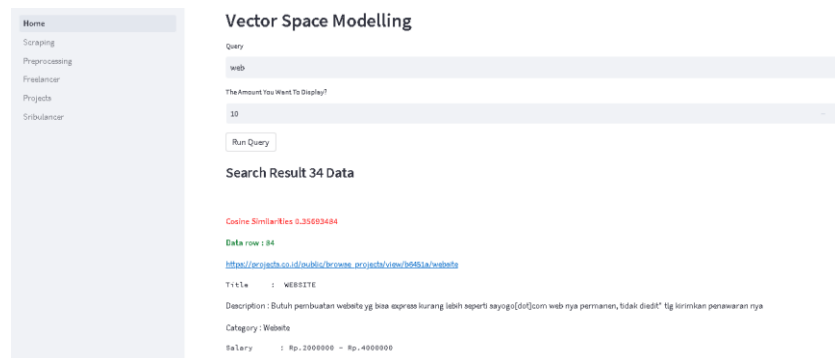 Home
Scraping
Preprocessing
Freelancer
Projects
Sribulancer
Vector Space Modelling
Query
web
The Amount You Want To Display?
10
Run Query
Search Result 34 Data
Cosine Similarities 0.35693484
Data row : 84
https://projects.co.id/public/browse_projects/view/b6451a/website
Title : WEBSITE
Description : Butuh pembuatan website yg bisa express kurang lebih seperti sayogo[dot]com web nya permanen, tidak diedit" tlg kirimkan penawaran nya
Category : Website
Salary : Rp.2000000 - Rp.4000000